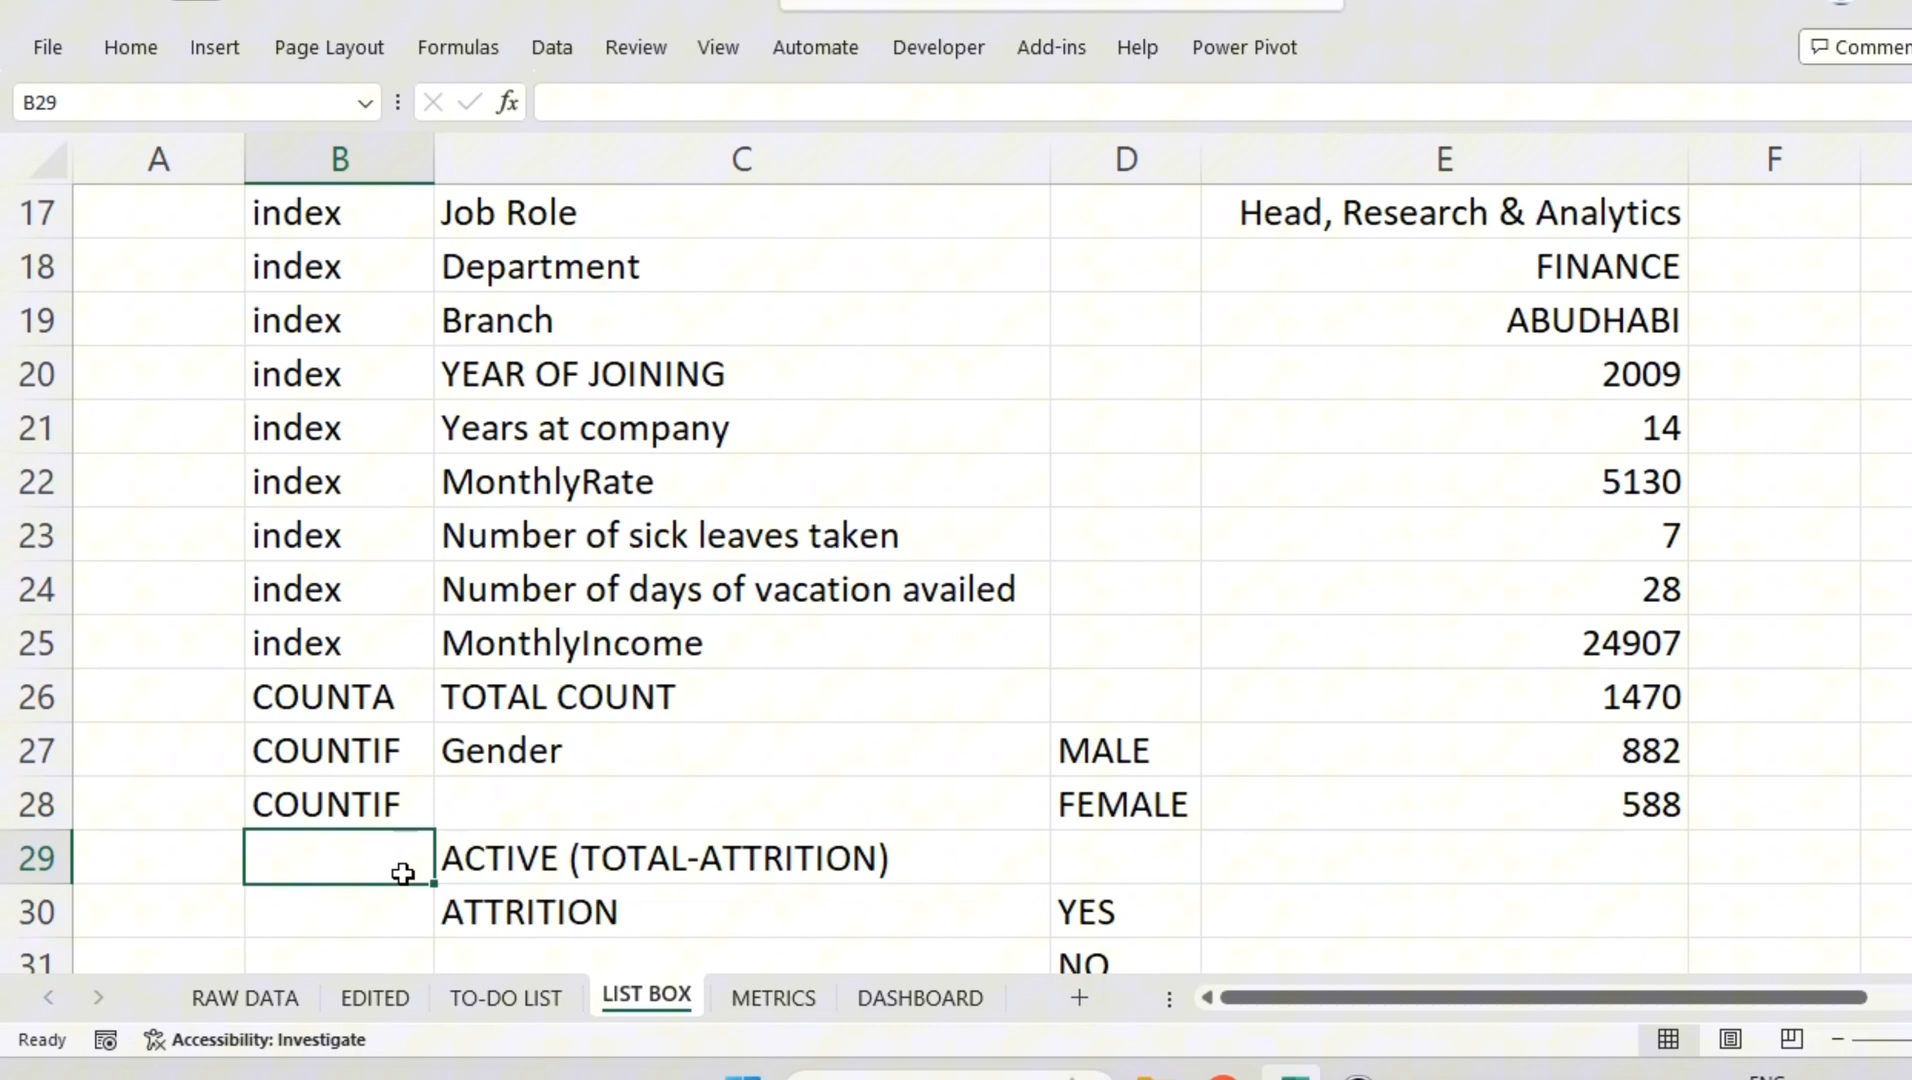 File Home Insert Page Layout Formulas Data Review View Automate Developer Add-ins Help Power Pivot Commen
B29 fx
A B C D E F
17 index Job Role Head, Research & Analytics
18 index Department FINANCE
19 index Branch ABUDHABI
20 index YEAR OF JOINING 2009
21 index Years at company 14
22 index MonthlyRate 5130
23 index Number of sick leaves taken 7
24 index Number of days of vacation availed 28
25 index MonthlyIncome 24907
26 COUNTA TOTAL COUNT 1470
27 COUNTIF Gender MALE 882
28 COUNTIF FEMALE 588
29 ACTIVE (TOTAL-ATTRITION)
30 ATTRITION YES
31 NO
RAW DATA EDITED TO-DO LIST LIST BOX METRICS DASHBOARD
Ready Accessibility: Investigate
ENG